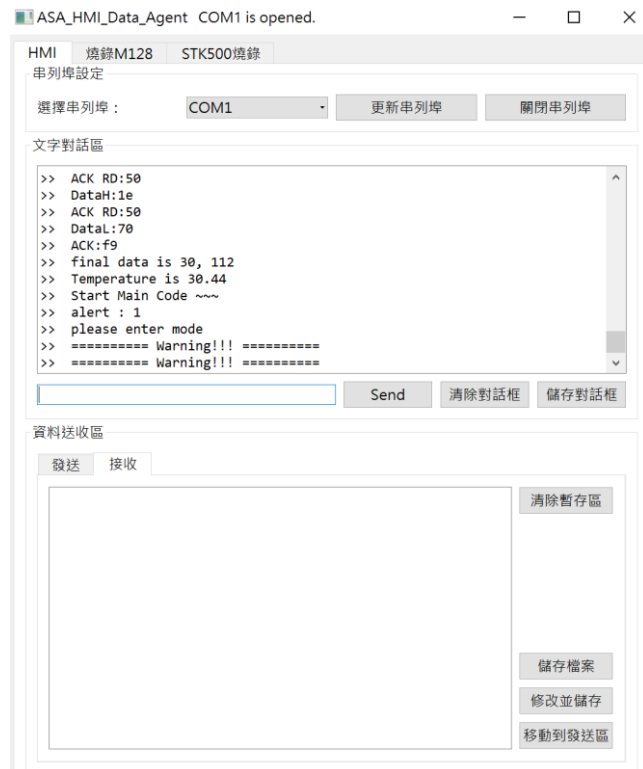 ASA_HMI_Data_Agent COM1 is opened.
HMI 燒錄M128 STK500燒錄
串列埠設定
選擇串列埠： COM1 更新串列埠 關閉串列埠
文字對話區
>> ACK RD:50
>> DataH:1e
>> ACK RD:50
>> DataL:70
>> ACK:f9
>> final data is 30, 112
>> Temperature is 30.44
>> Start Main Code ~~~
>> alert : 1
>> please enter mode
>> ========== Warning!!! ==========
>> ========== Warning!!! ==========
Send 清除對話框 儲存對話框
資料送收區
發送 接收
清除暫存區
儲存檔案
修改並儲存
移動到發送區